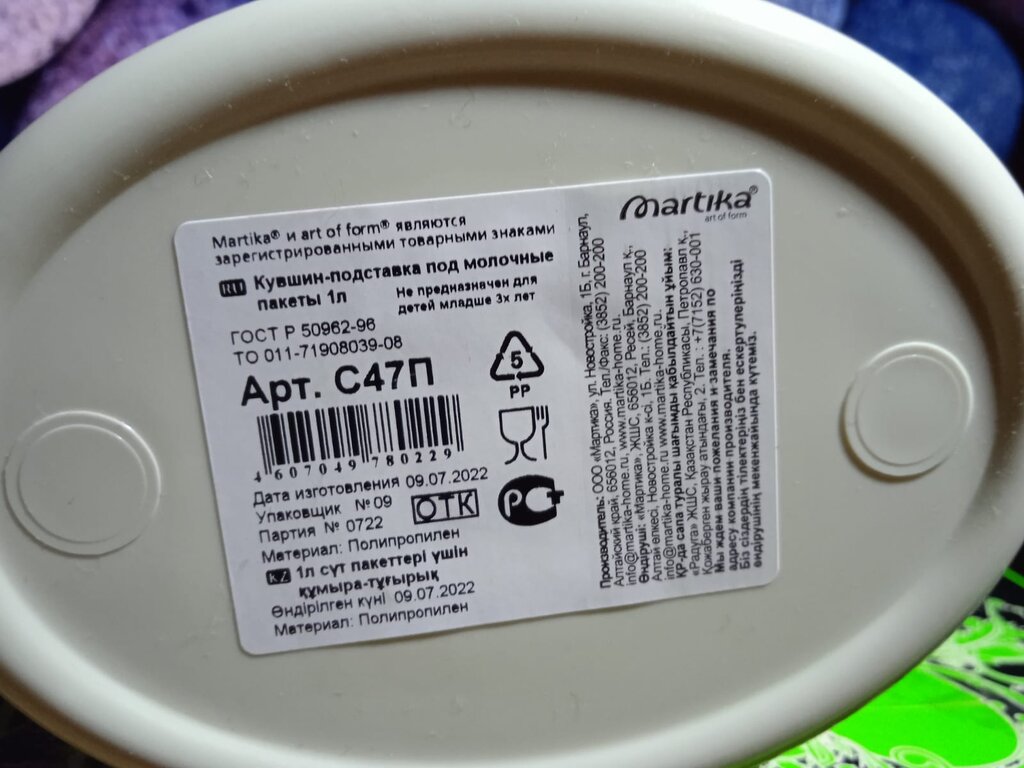 Martika® и art of form® являются
зарегистрированными товарными знаками
RU Кувшин-подставка под молочные
пакеты 1л
Не предназначен для
детей младше 3х лет
ГОСТ Р 50962-96
ТО 011-71908039-08
Арт. С47П
4 607049 780229
Дата изготовления 09.07.2022
Упаковщик №09
Партия № 0722
ОТК
Материал: Полипропилен
KZ 1л сүт пакеттері үшін
құмыра-тұғырық
Өндірілген күні 09.07.2022
Материал: Полипропилен
5
PP
РСТ
martika®
art of form
Производитель: ООО «Мартика», ул. Новостройка, 1Б, г. Барнаул,
Алтайский край, 656012, Россия. Тел./Факс: (3852) 200-200
info@martika-home.ru, www.martika-home.ru.
Өндіруші: «Мартика», ЖШС, 656012, Ресей, Барнаул к.,
Алтай өлкесі, Новостройка к-сі, 1Б. Тел.: (3852) 200-200
info@martika-home.ru www.martika-home.ru.
ҚР-да сапа туралы шағымды қабылдайтын ұйым:
«Радуга» ЖШС, Қазақстан Республикасы, Петропавл к.,
Кожаберген жырау атындағы, 2. Тел. : +7(7152) 630-001
Мы ждем ваши пожелания и замечания по
адресу компании производителя.
Біз сіздердің тілектеріңіз бен ескертулеріңізді
өндірушінің мекенжайында күтеміз.